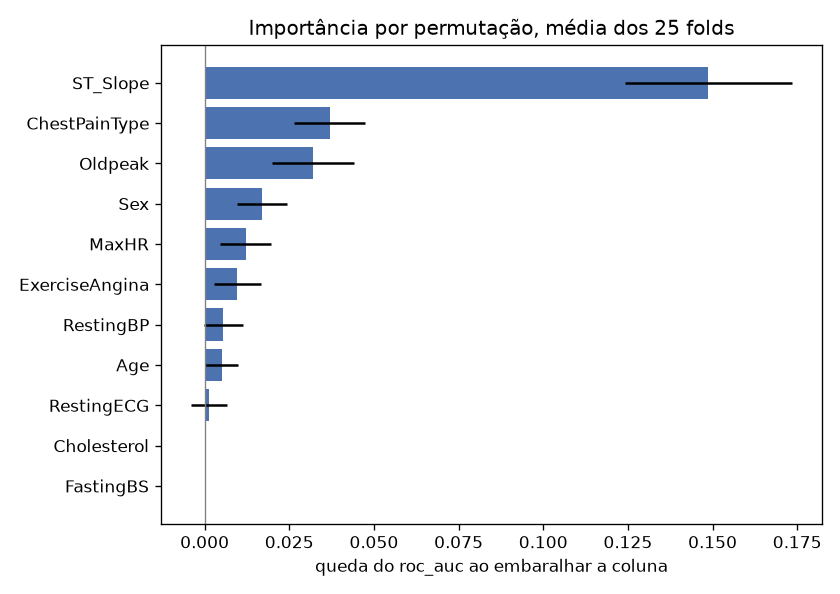 Importância por permutação, média dos 25 folds
ST_Slope
ChestPainType
Oldpeak
Sex
MaxHR
ExerciseAngina
RestingBP
Age
RestingECG
Cholesterol
FastingBS
0.000 0.025 0.050 0.075 0.100 0.125 0.150 0.175
queda do roc_auc ao embaralhar a coluna